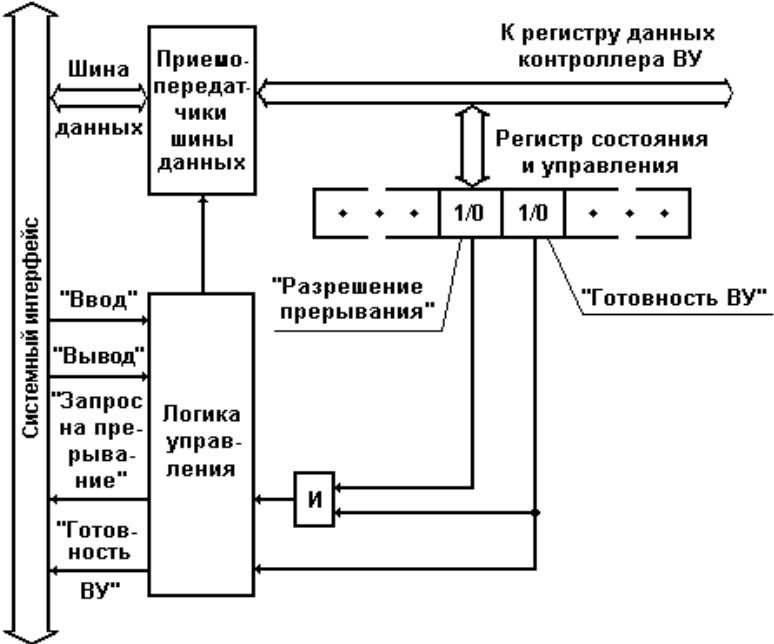 К регистру данных
контроллера ВУ
Шина
данных
Приемо-
передат-
чики
шины
данных
Регистр состояния
и управления
1/0
1/0
"Разрешение
прерывания"
"Готовность ВУ"
Системный интерфейс
"Ввод"
"Вывод"
"Запрос
на пре-
рыва-
ние"
"Готов-
ность
ВУ"
Логика
управ-
ления
И